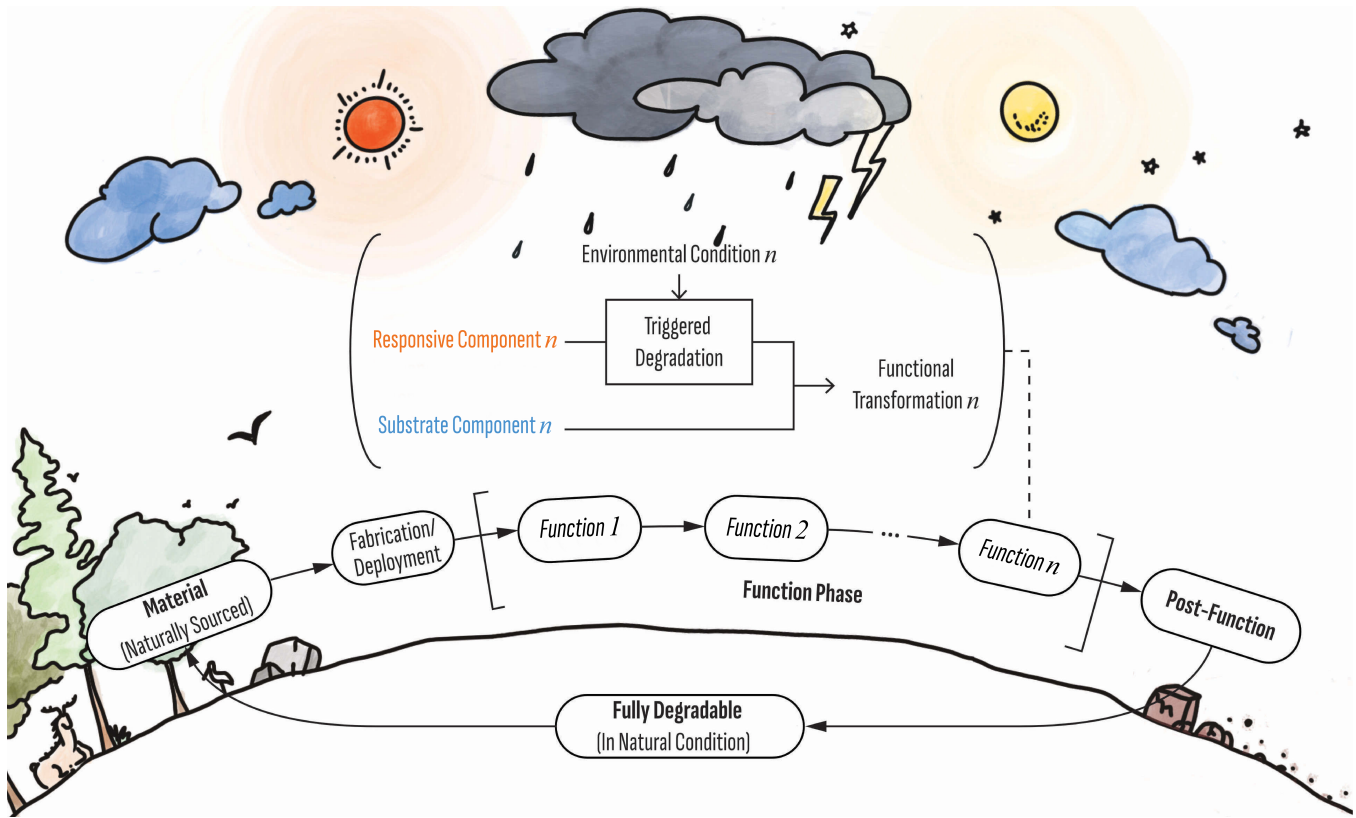 Environmental Condition n
Responsive Component n
Triggered
Degradation
Substrate Component n
Functional
Transformation n
Material
(Naturally Sourced)
Fabrication/
Deployment
Function 1
Function 2
...
Function n
Function Phase
Post-Function
Fully Degradable
(In Natural Condition)